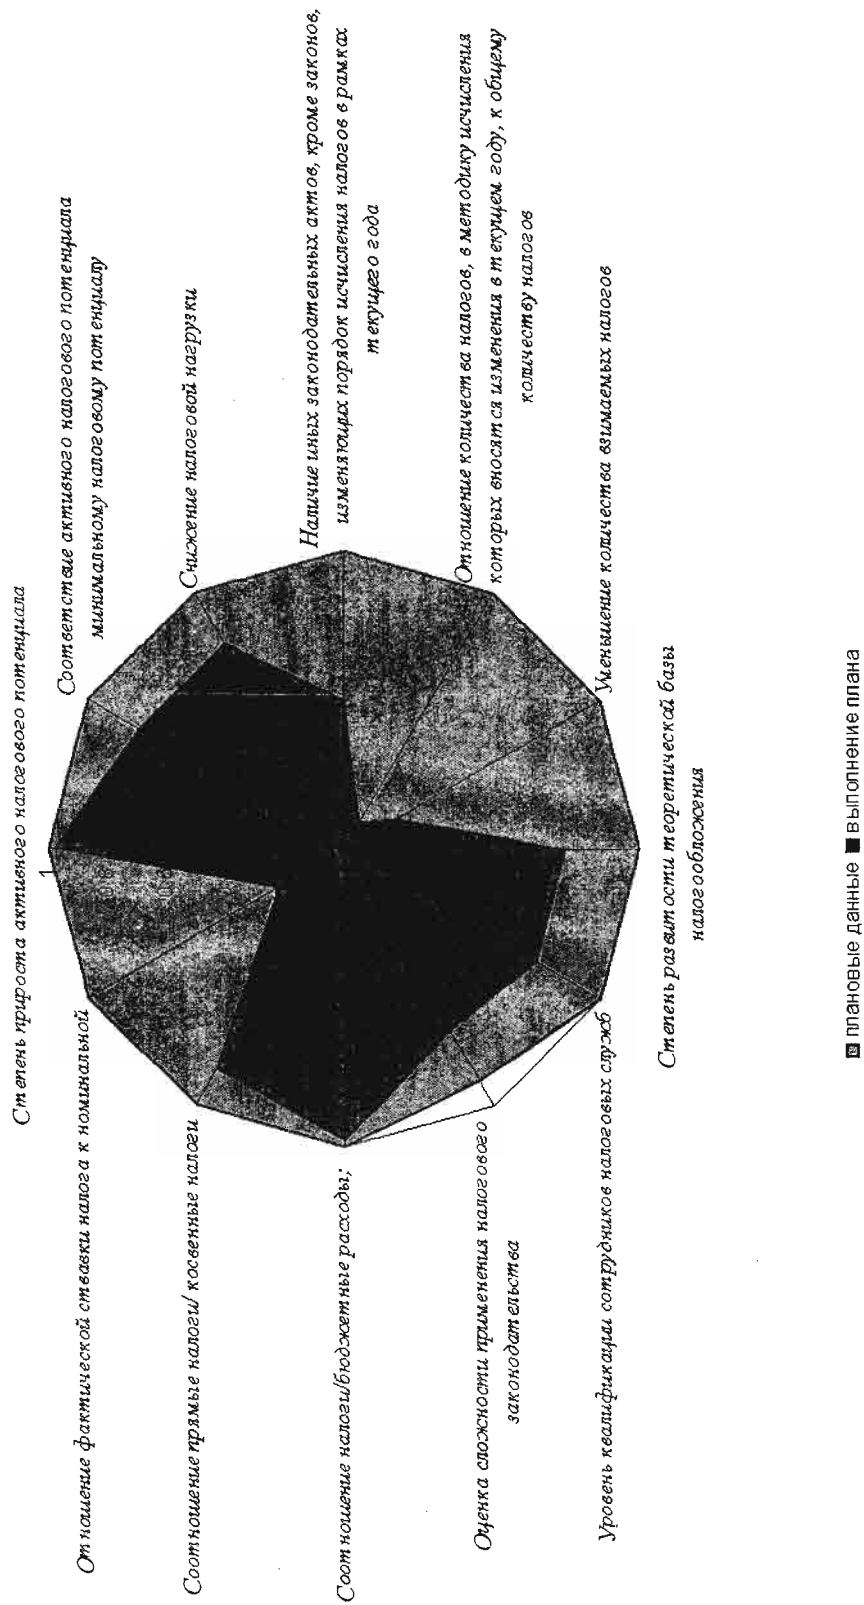 Степень прироста активного налогового потенциала
Соответствие активного налогового потенциала
минимальному налоговому потенциалу
Снижение налоговой нагрузки
Наличие иных законодательных актов, кроме законов,
изменяющих порядок исчисления налогов в рамках
текущего года
Отношение количества налогов, в методику исчисления
которых вносятся изменения в текущем году, к общему
количеству налогов
Уменьшение количества взимаемых налогов
Степень развитости теоретической базы
налогообложения
Уровень квалификации сотрудников налоговых служб
Оценка сложности применения налогового
законодательства
Соотношение налоги/бюджетные расходы;
Соотношение прямые налоги/ косвенные налоги
Отношение фактической ставки налога к номинальной
1
0,8
плановые данные выполнение плана